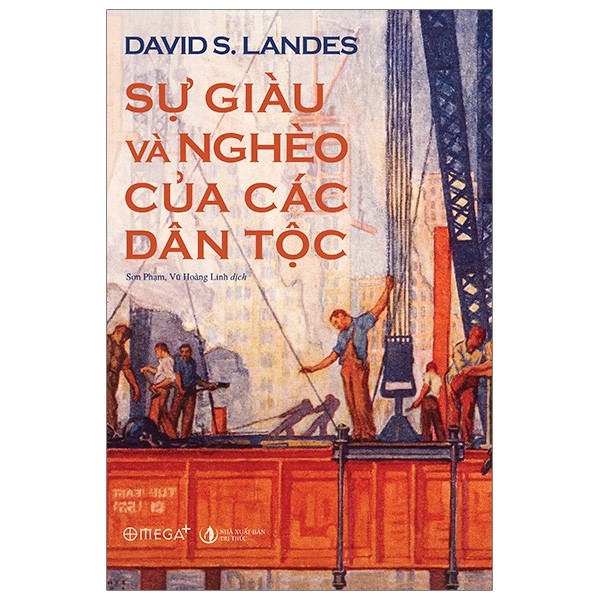 DAVID S. LANDES
SỰ GIÀU
VÀ NGHÈO
CỦA CÁC
DÂN TỘC
Sơn Phạm, Vũ Hoàng Linh dịch
OMEGA+
NHÀ XUẤT BẢN
TRI THỨC